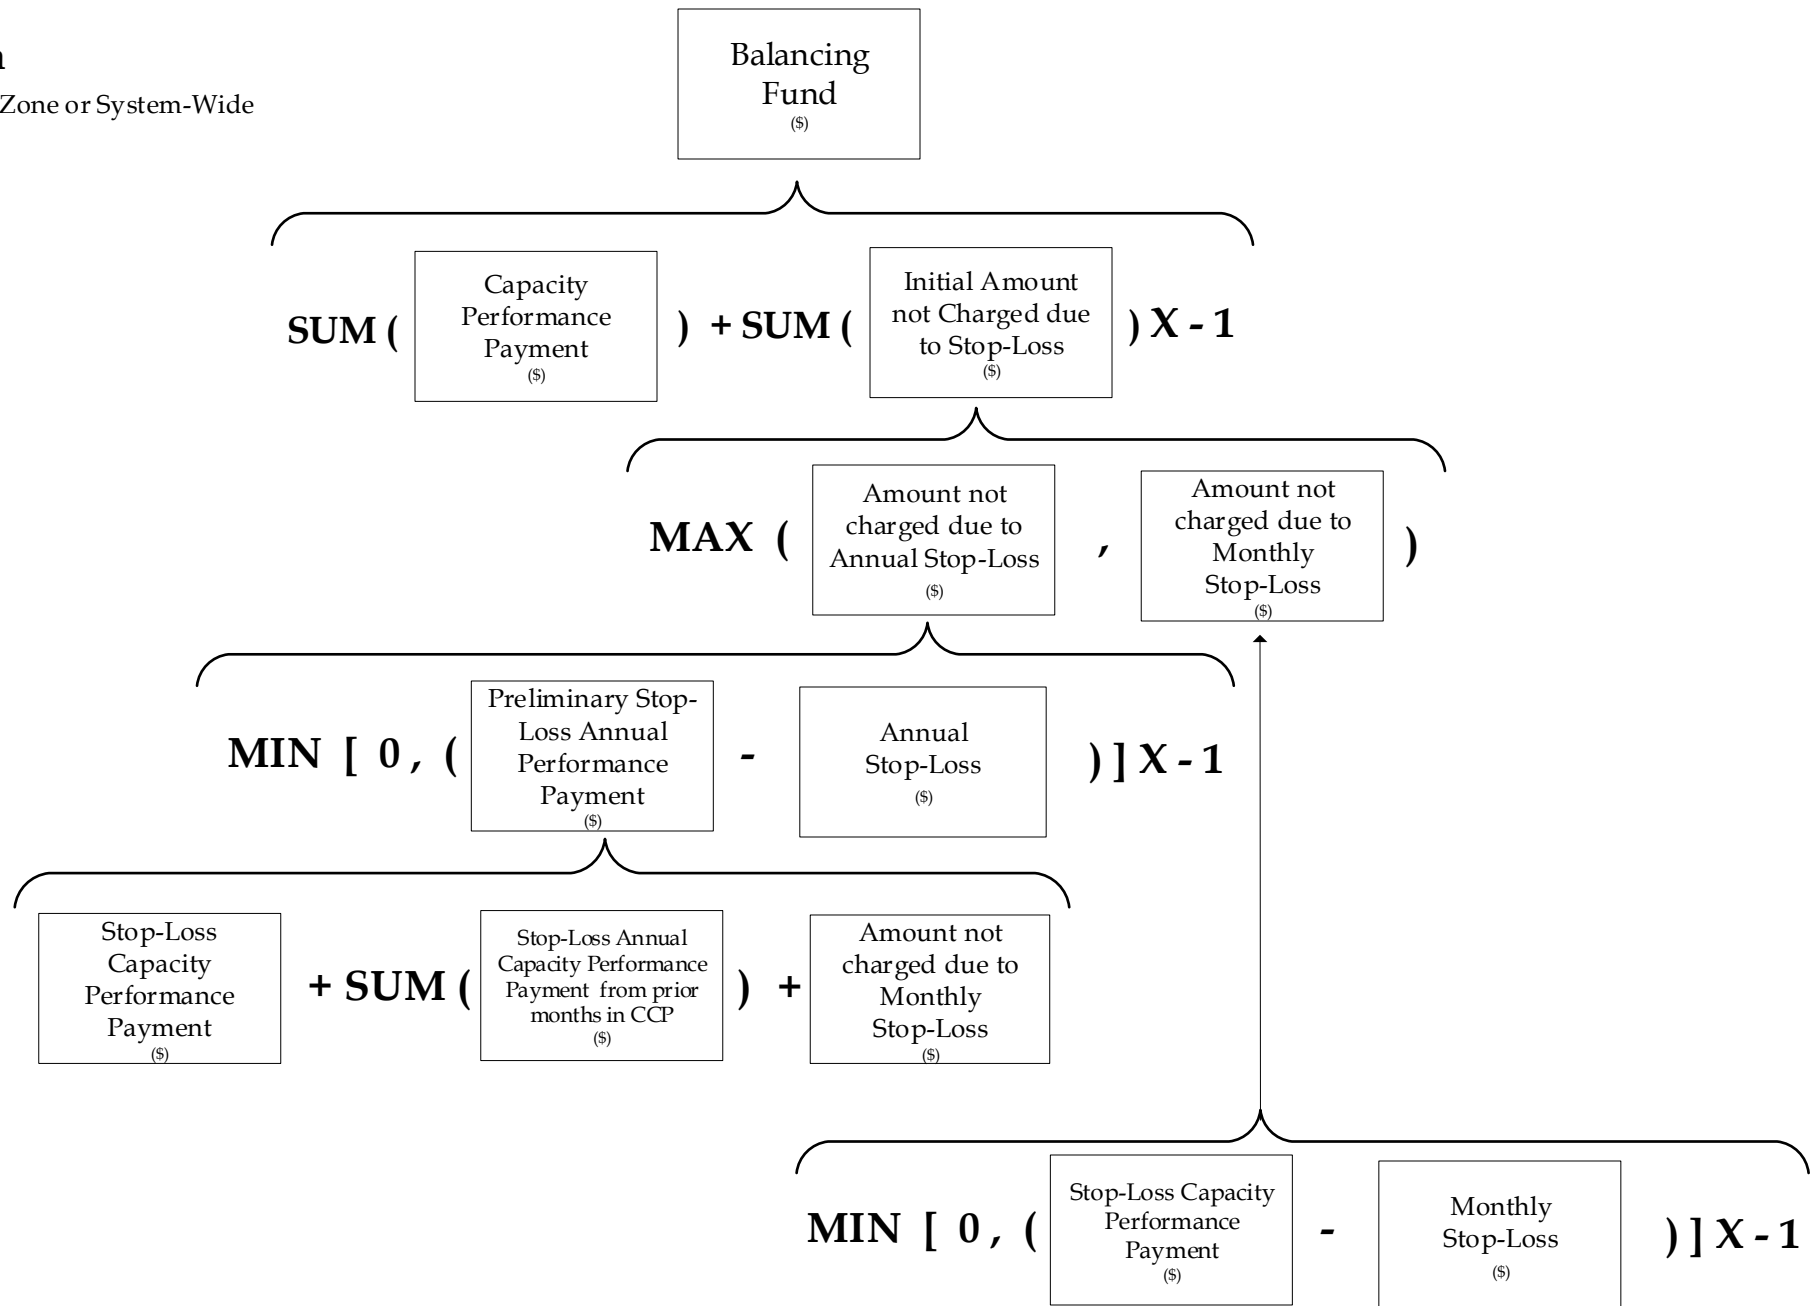 Balancing
Fund
($)
Zone or System-Wide
SUM ( Capacity
Performance
Payment
($)
) + SUM ( Initial Amount
not Charged due
to Stop-Loss
($)
) X - 1
MAX ( Amount not
charged due to
Annual Stop-Loss
($)
, Amount not
charged due to
Monthly
Stop-Loss
($)
)
MIN [ 0 , ( Preliminary Stop-
Loss Annual
Performance
Payment
($)
- Annual
Stop-Loss
($)
) ] X - 1
Stop-Loss
Capacity
Performance
Payment
($)
+ SUM ( Stop-Loss Annual
Capacity Performance
Payment from prior
months in CCP
($)
) + Amount not
charged due to
Monthly
Stop-Loss
($)
MIN [ 0 , ( Stop-Loss Capacity
Performance
Payment
($)
- Monthly
Stop-Loss
($)
) ] X - 1